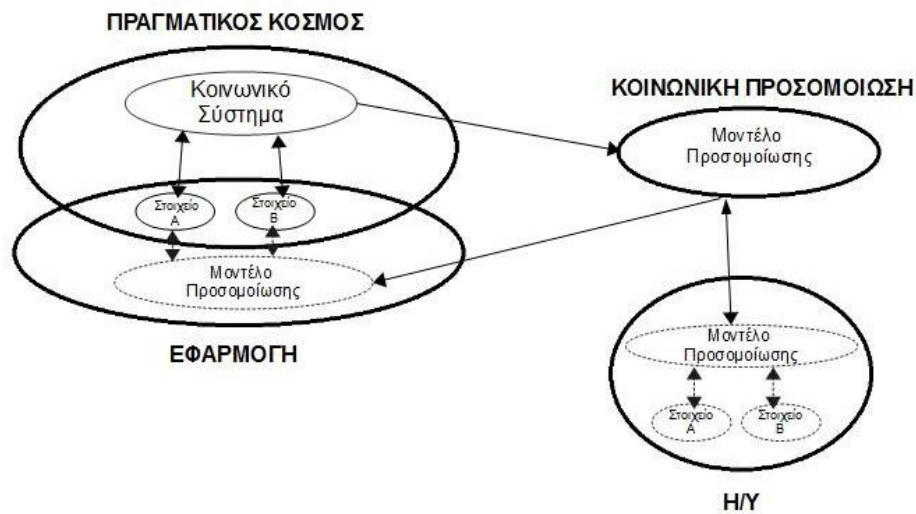 ΠΡΑΓΜΑΤΙΚΟΣ ΚΟΣΜΟΣ
Κοινωνικό
Σύστημα
Στοιχείο
Α
Στοιχείο
Β
Μοντέλο
Προσομοίωσης
ΕΦΑΡΜΟΓΗ
ΚΟΙΝΩΝΙΚΗ ΠΡΟΣΟΜΟΙΩΣΗ
Μοντέλο
Προσομοίωσης
Μοντέλο
Προσομοίωσης
Στοιχείο
Α
Στοιχείο
Β
Η/Υ